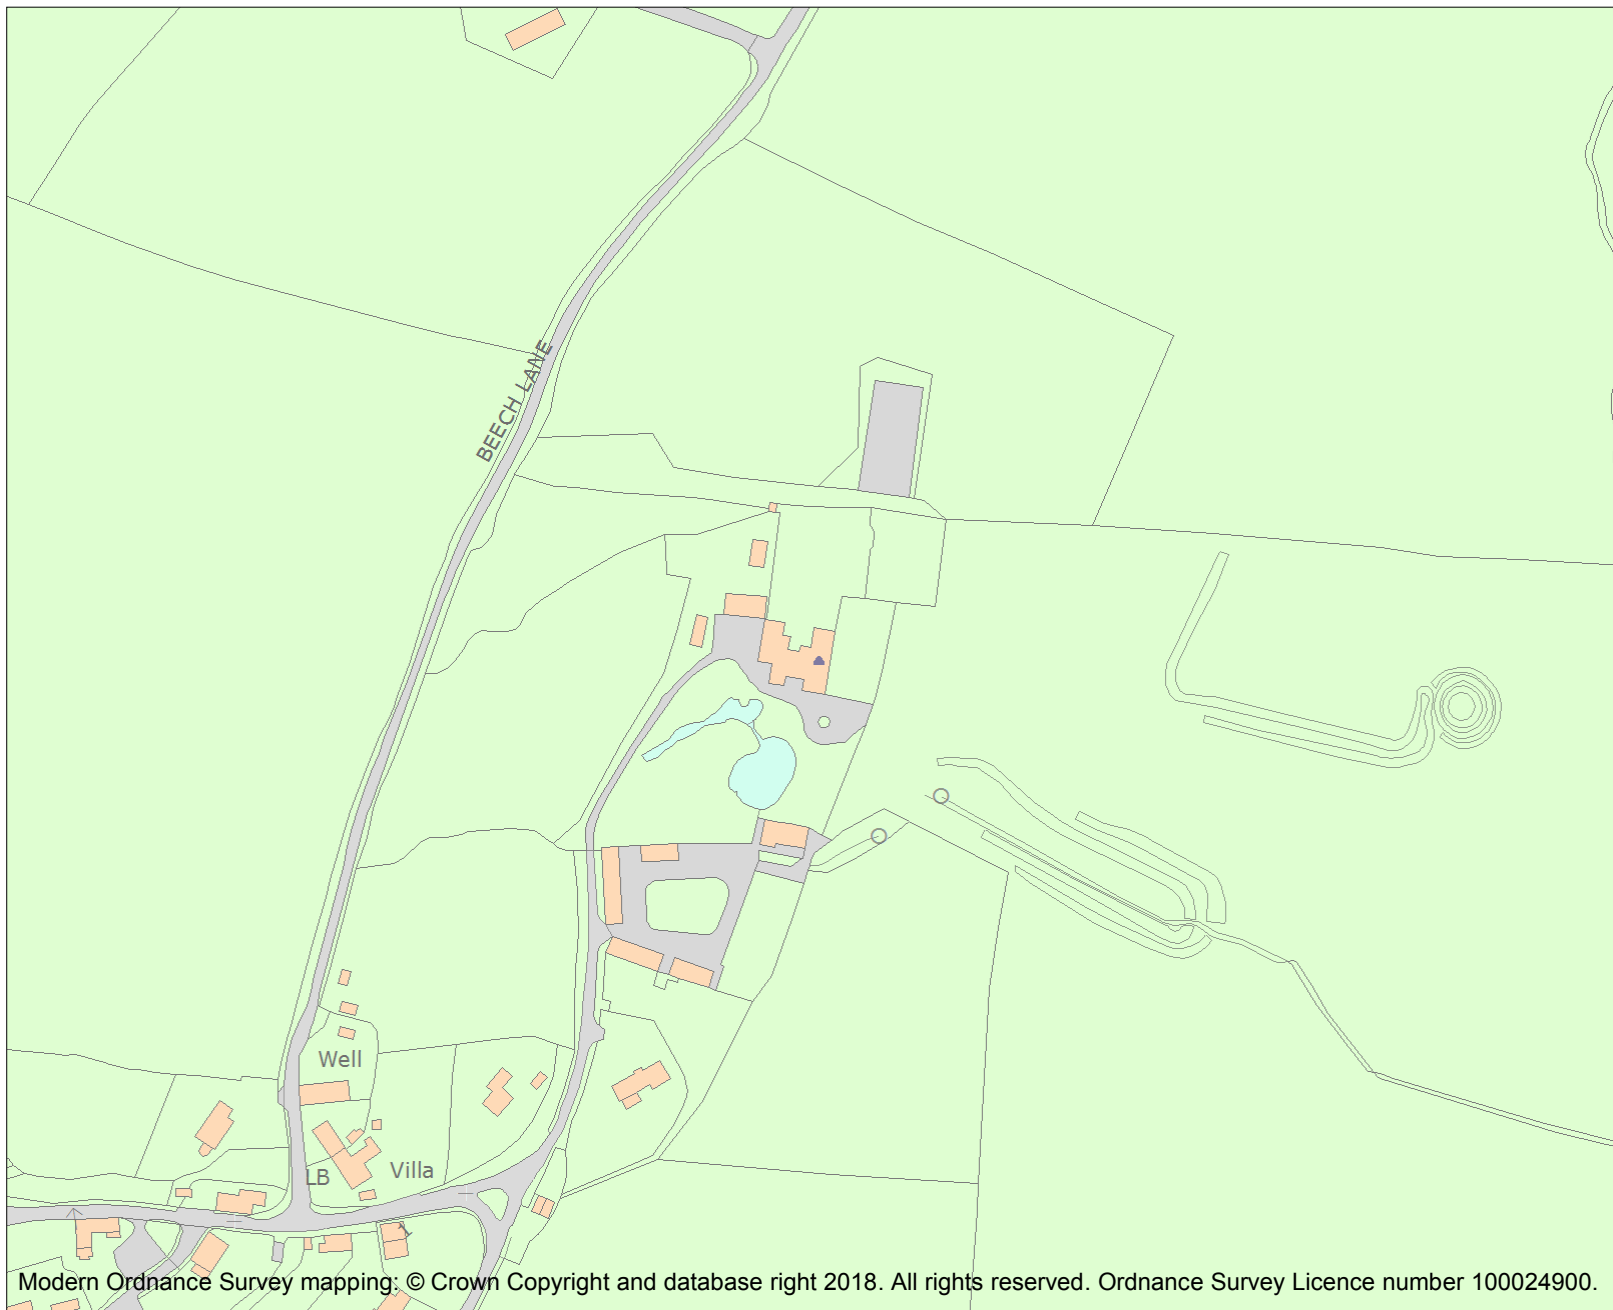 BEECH LANE
Well
Villa
LB
1
Modern Ordnance Survey mapping: © Crown Copyright and database right 2018. All rights reserved. Ordnance Survey Licence number 100024900.